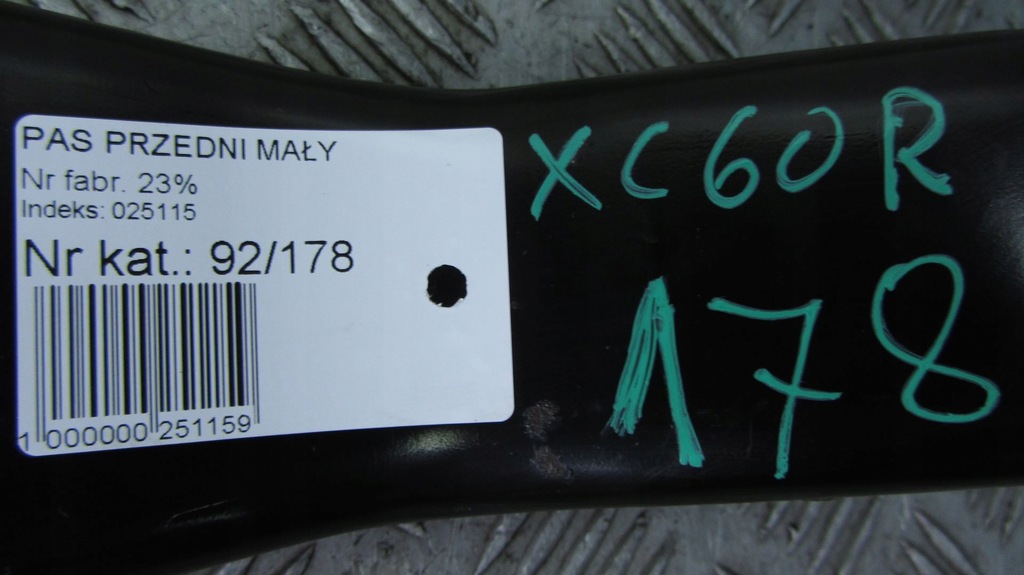 PAS PRZEDNI MAŁY
Nr fabr. 23%
Indeks: 025115
Nr kat.: 92/178
1 000000 251159
XC60R
178